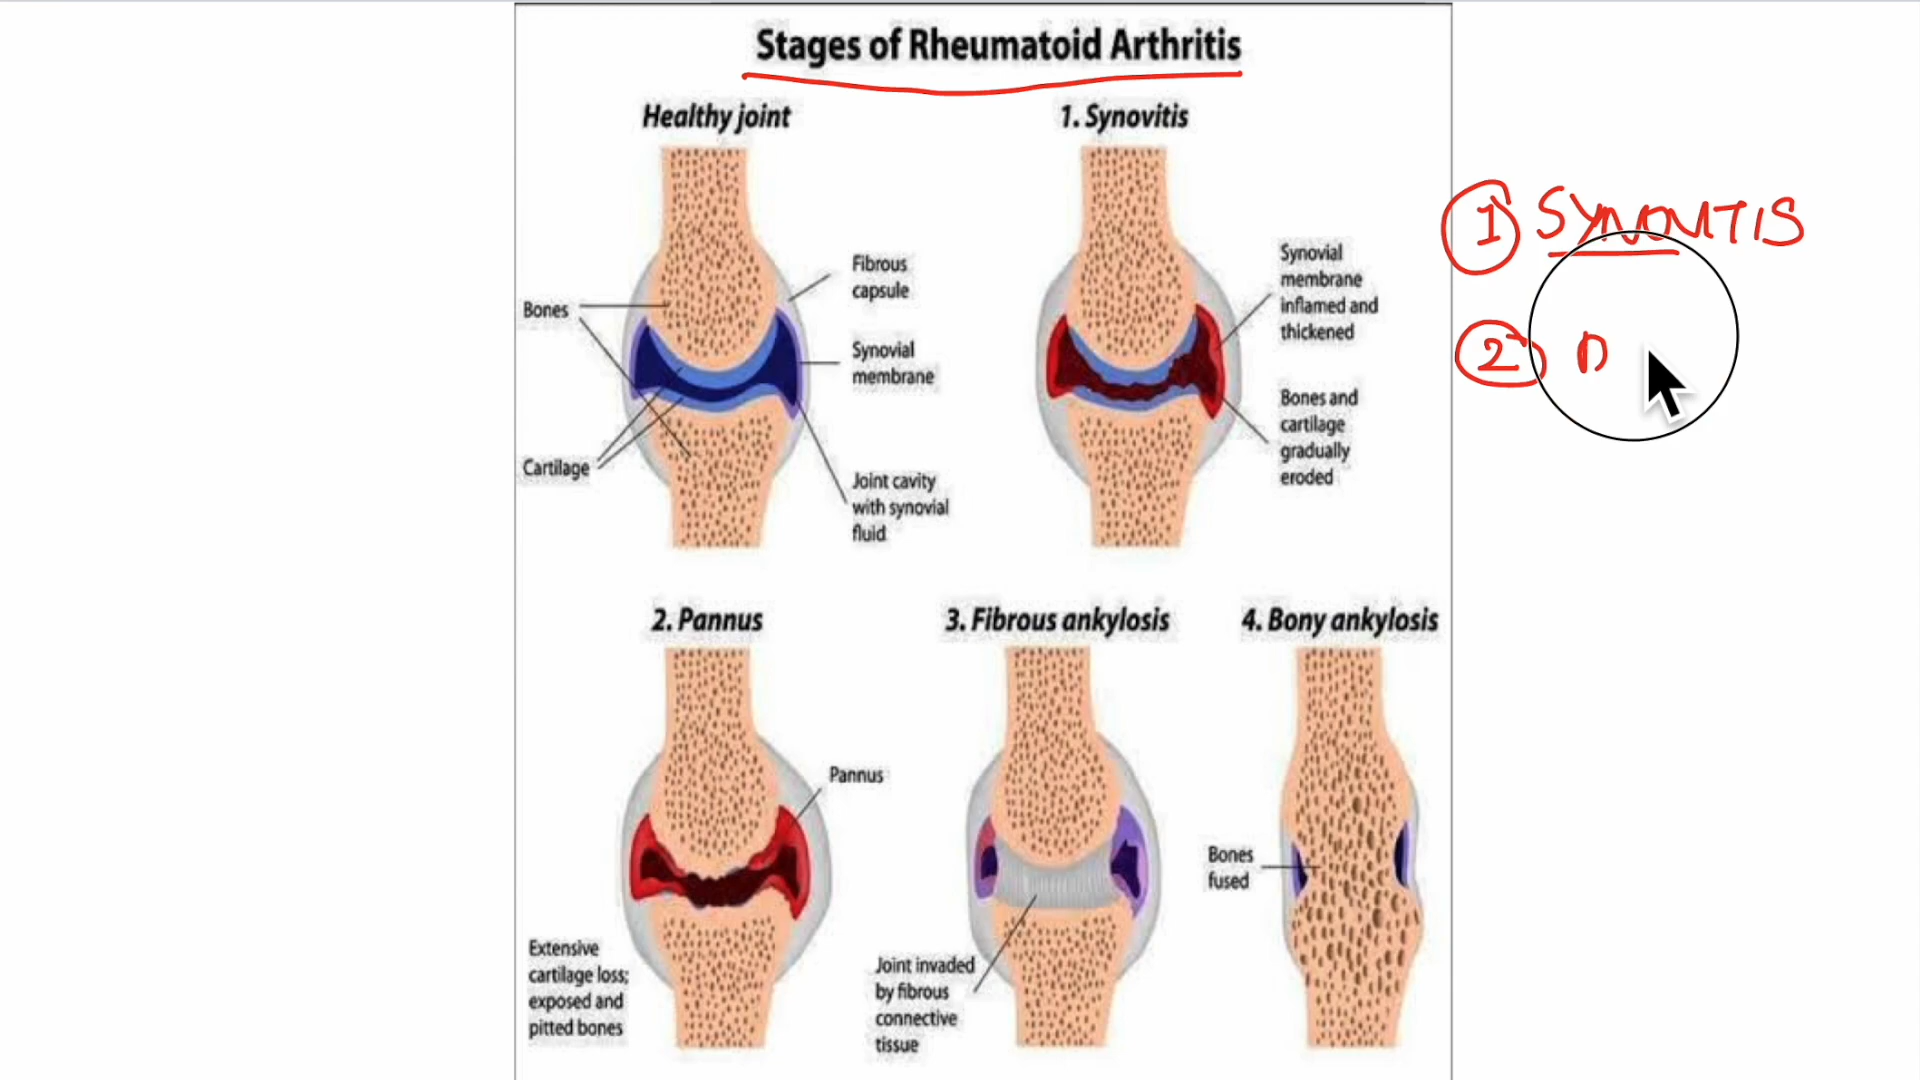 Stages of Rheumatoid Arthritis
Healthy joint
Bones
Cartilage
Fibrous
capsule
Synovial
membrane
Joint cavity
with synovial
fluid
1. Synovitis
Synovial
membrane
inflamed and
thickened
Bones and
cartilage
gradually
eroded
2. Pannus
Pannus
Extensive
cartilage loss;
exposed and
pitted bones
3. Fibrous ankylosis
Joint invaded
by fibrous
connective
tissue
4. Bony ankylosis
Bones
fused
1 SYNOVITIS
2